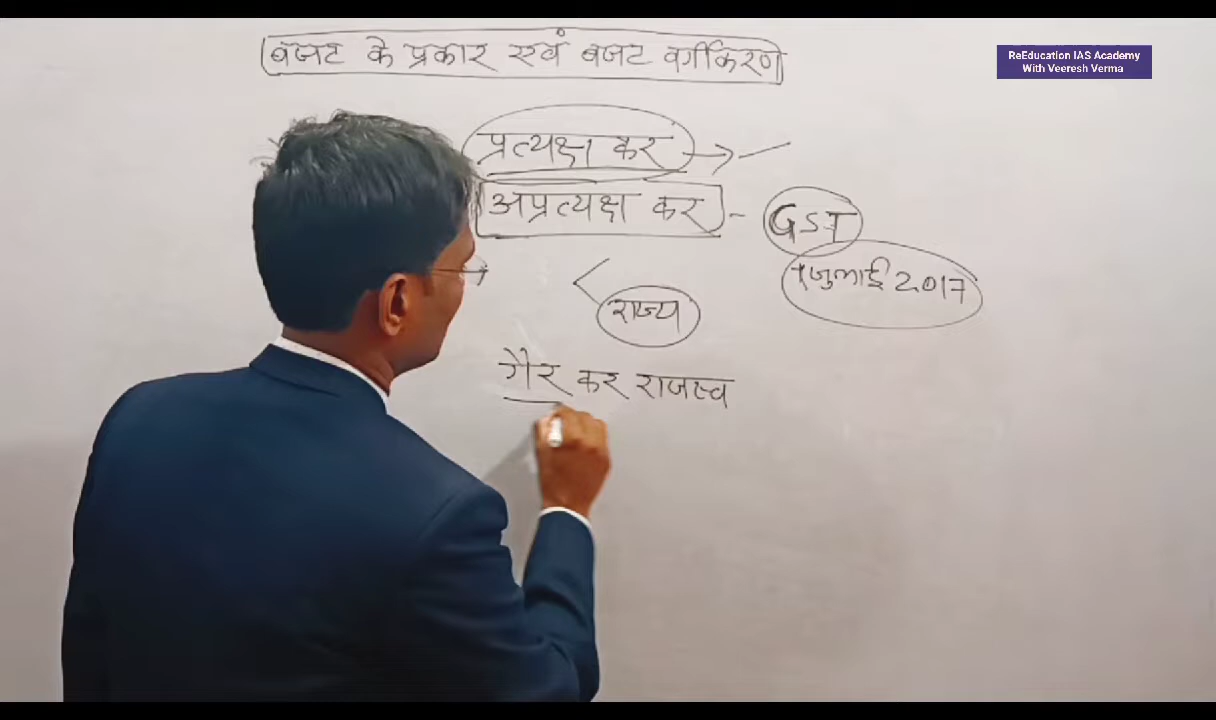 बजट के प्रकार एवं बजट वर्गीकरण
ReEducation IAS Academy
With Veeresh Verma
प्रत्यक्ष कर →
अप्रत्यक्ष कर - GST
1 जुलाई 2017
राज्य
गैर कर राजस्व